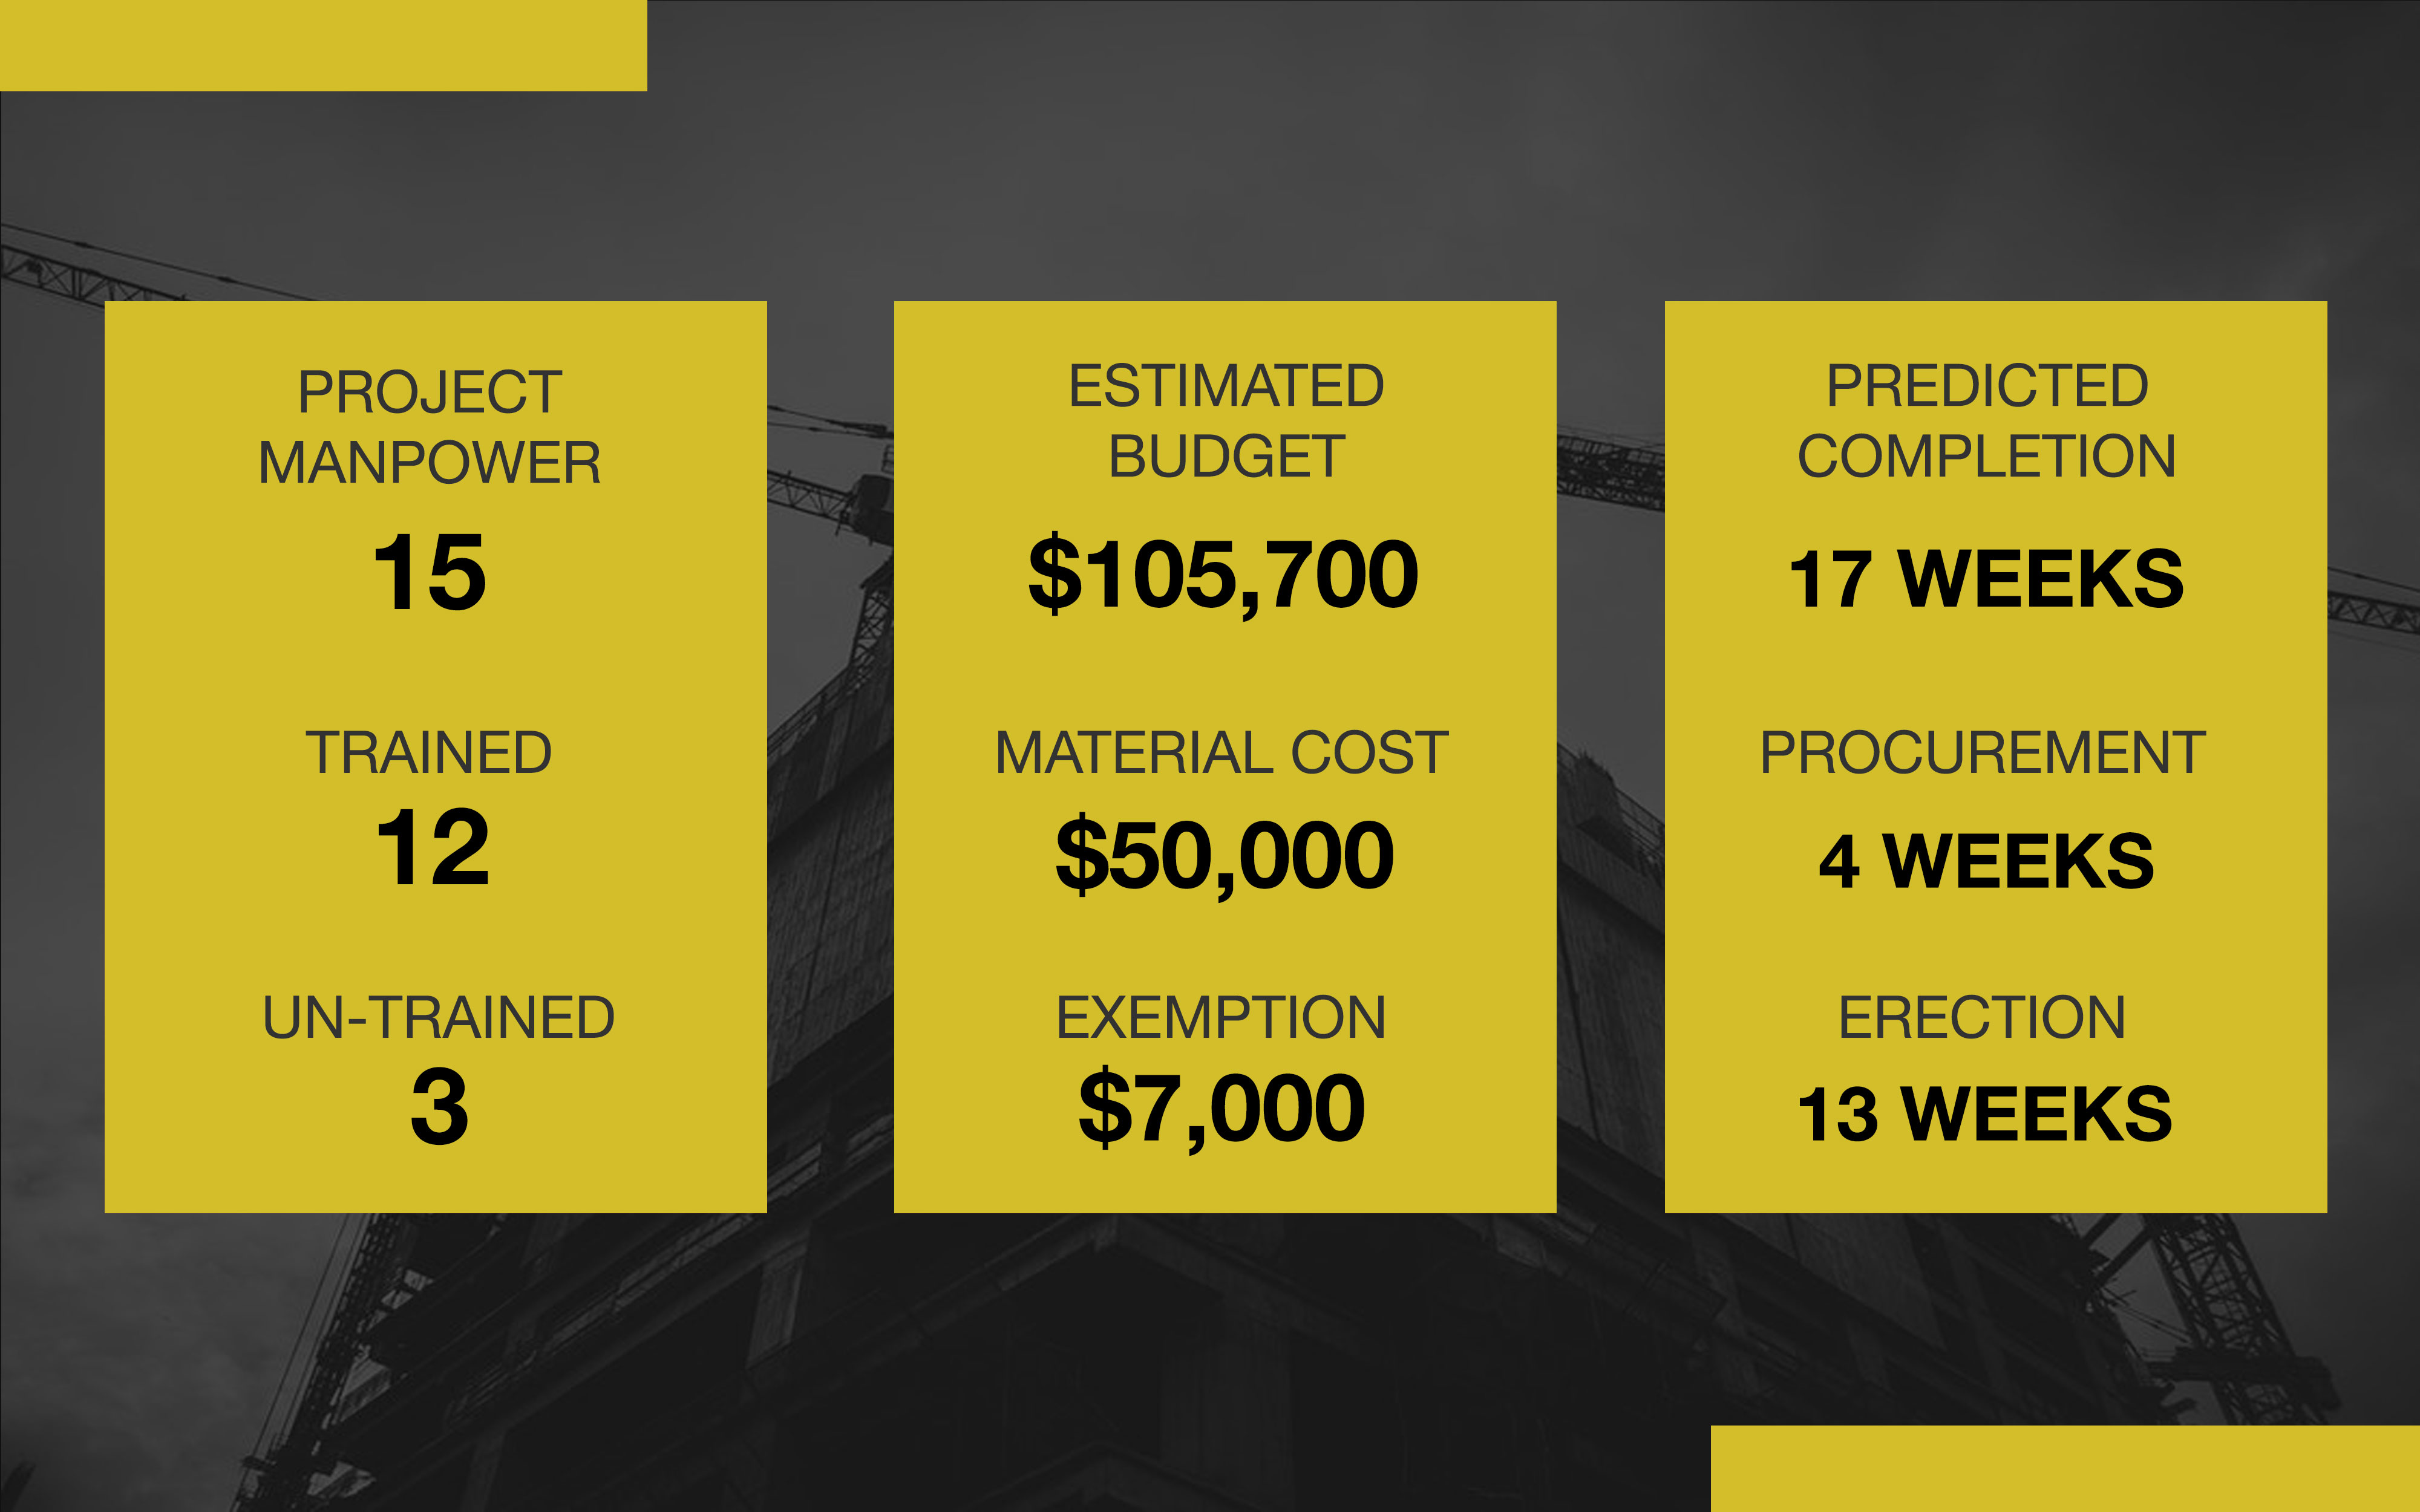 PROJECT
MANPOWER
15
TRAINED
12
UN-TRAINED
3
ESTIMATED
BUDGET
$105,700
MATERIAL COST
$50,000
EXEMPTION
$7,000
PREDICTED
COMPLETION
17 WEEKS
PROCUREMENT
4 WEEKS
ERECTION
13 WEEKS